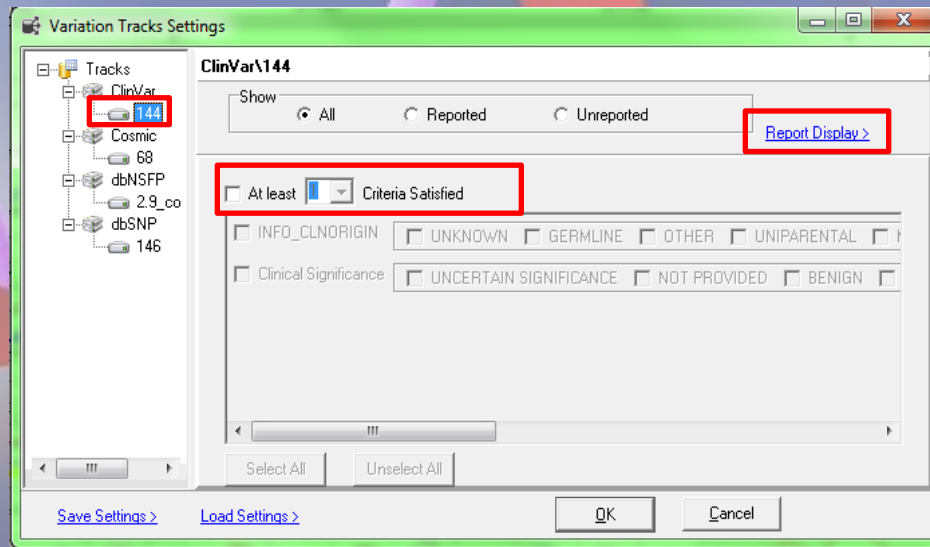 Variation Tracks Settings
Tracks
ClinVar
144
Cosmic
68
dbNSFP
2.9_co
dbSNP
146
ClinVar\144
Show
All Reported Unreported
Report Display >
At least 1 Criteria Satisfied
INFO_CLNORIGIN UNKNOWN GERMLINE OTHER UNIPARENTAL
Clinical Significance UNCERTAIN SIGNIFICANCE NOT PROVIDED BENIGN
Select All Unselect All
Save Settings > Load Settings > OK Cancel